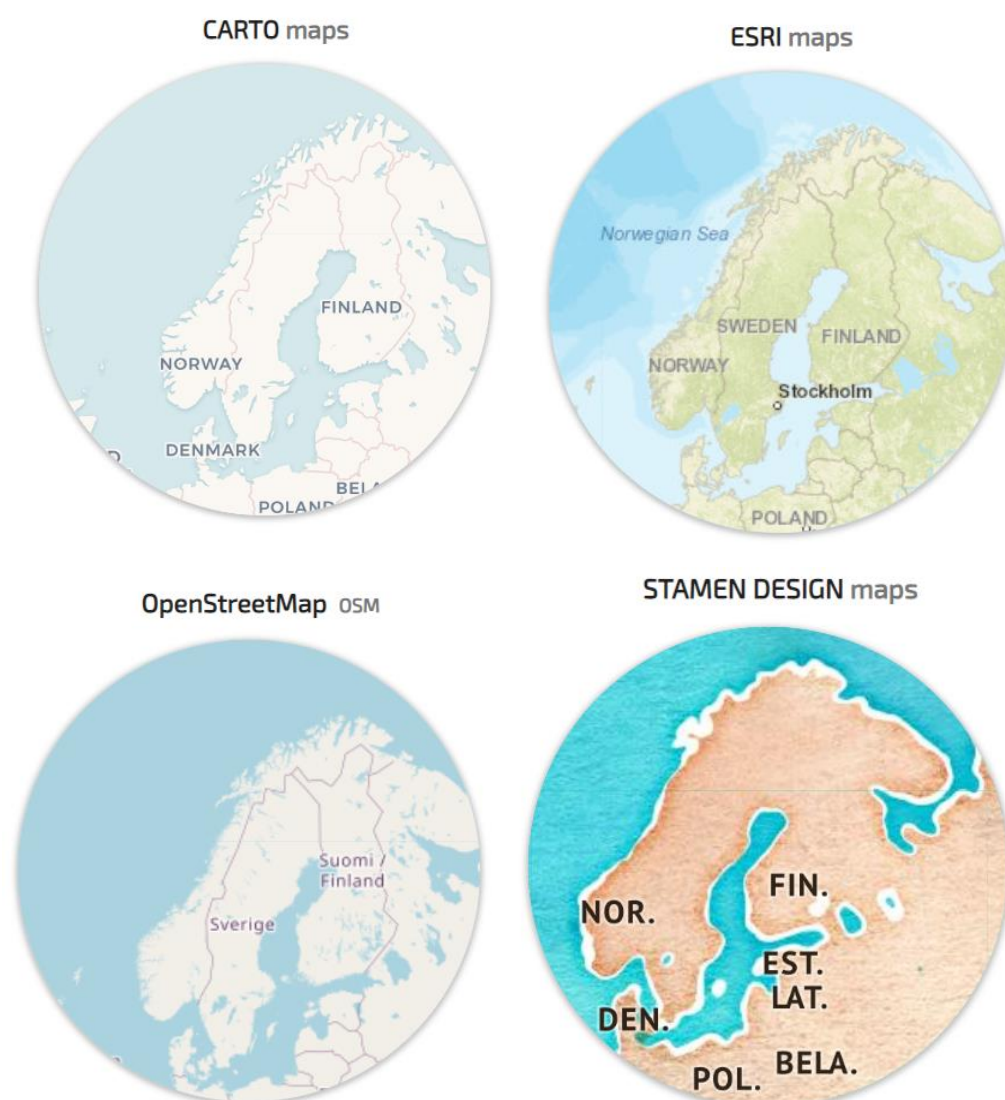 CARTO maps
FINLAND
NORWAY
DENMARK
POLAND
ESRI maps
Norwegian Sea
SWEDEN
FINLAND
NORWAY
Stockholm
POLAND
OpenStreetMap OSM
Suomi /
Finland
Sverige
STAMEN DESIGN maps
FIN.
NOR.
EST.
LAT.
DEN.
BELA.
POL.